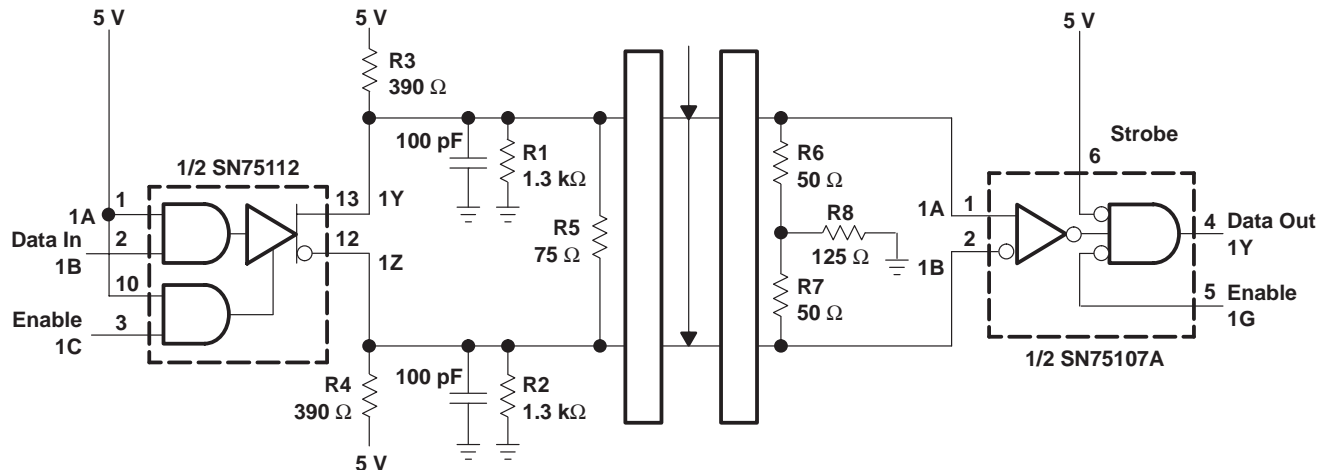 5 V
5 V
5 V
R3
390 Ω
100 pF
R1
1.3 kΩ
1/2 SN75112
1
13
1Y
1A
Data In
2
1B
12
1Z
10
Enable
3
1C
R5
75 Ω
R4
390 Ω
5 V
100 pF
R2
1.3 kΩ
R6
50 Ω
R8
125 Ω
R7
50 Ω
Strobe
6
1A
1
2
1B
4
Data Out
1Y
5
Enable
1G
1/2 SN75107A